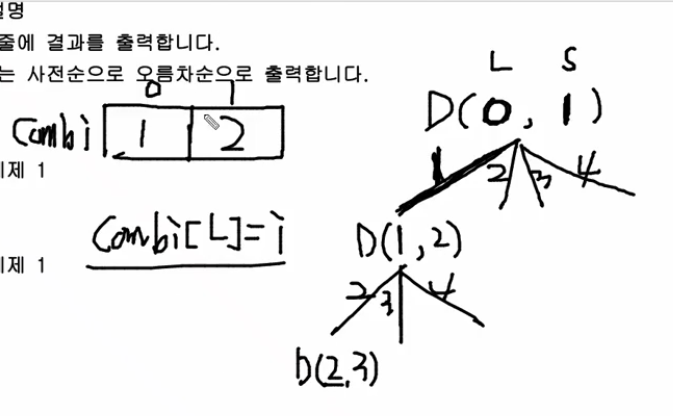 설명
줄에 결과를 출력합니다.
는 사전순으로 오름차순으로 출력합니다.
0 1
Combi 1 2
제 1
Combi[L]=i
제 1
L S
D(0, 1)
1 2 3 4
D(1,2)
2 3 4
D(2,3)